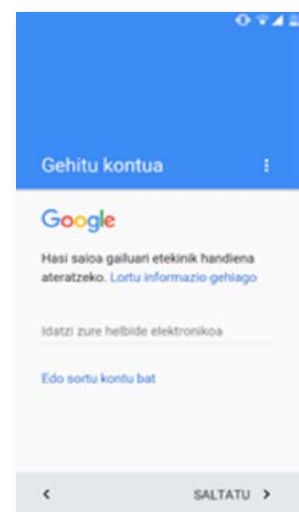 Gehitu kontua
Google
Hasi saioa gailuari etekinik handiena
ateratzeko. Lortu informazio gehiago
Idatzi zure helbide elektronikoa
Edo sortu kontu bat
SALTATU